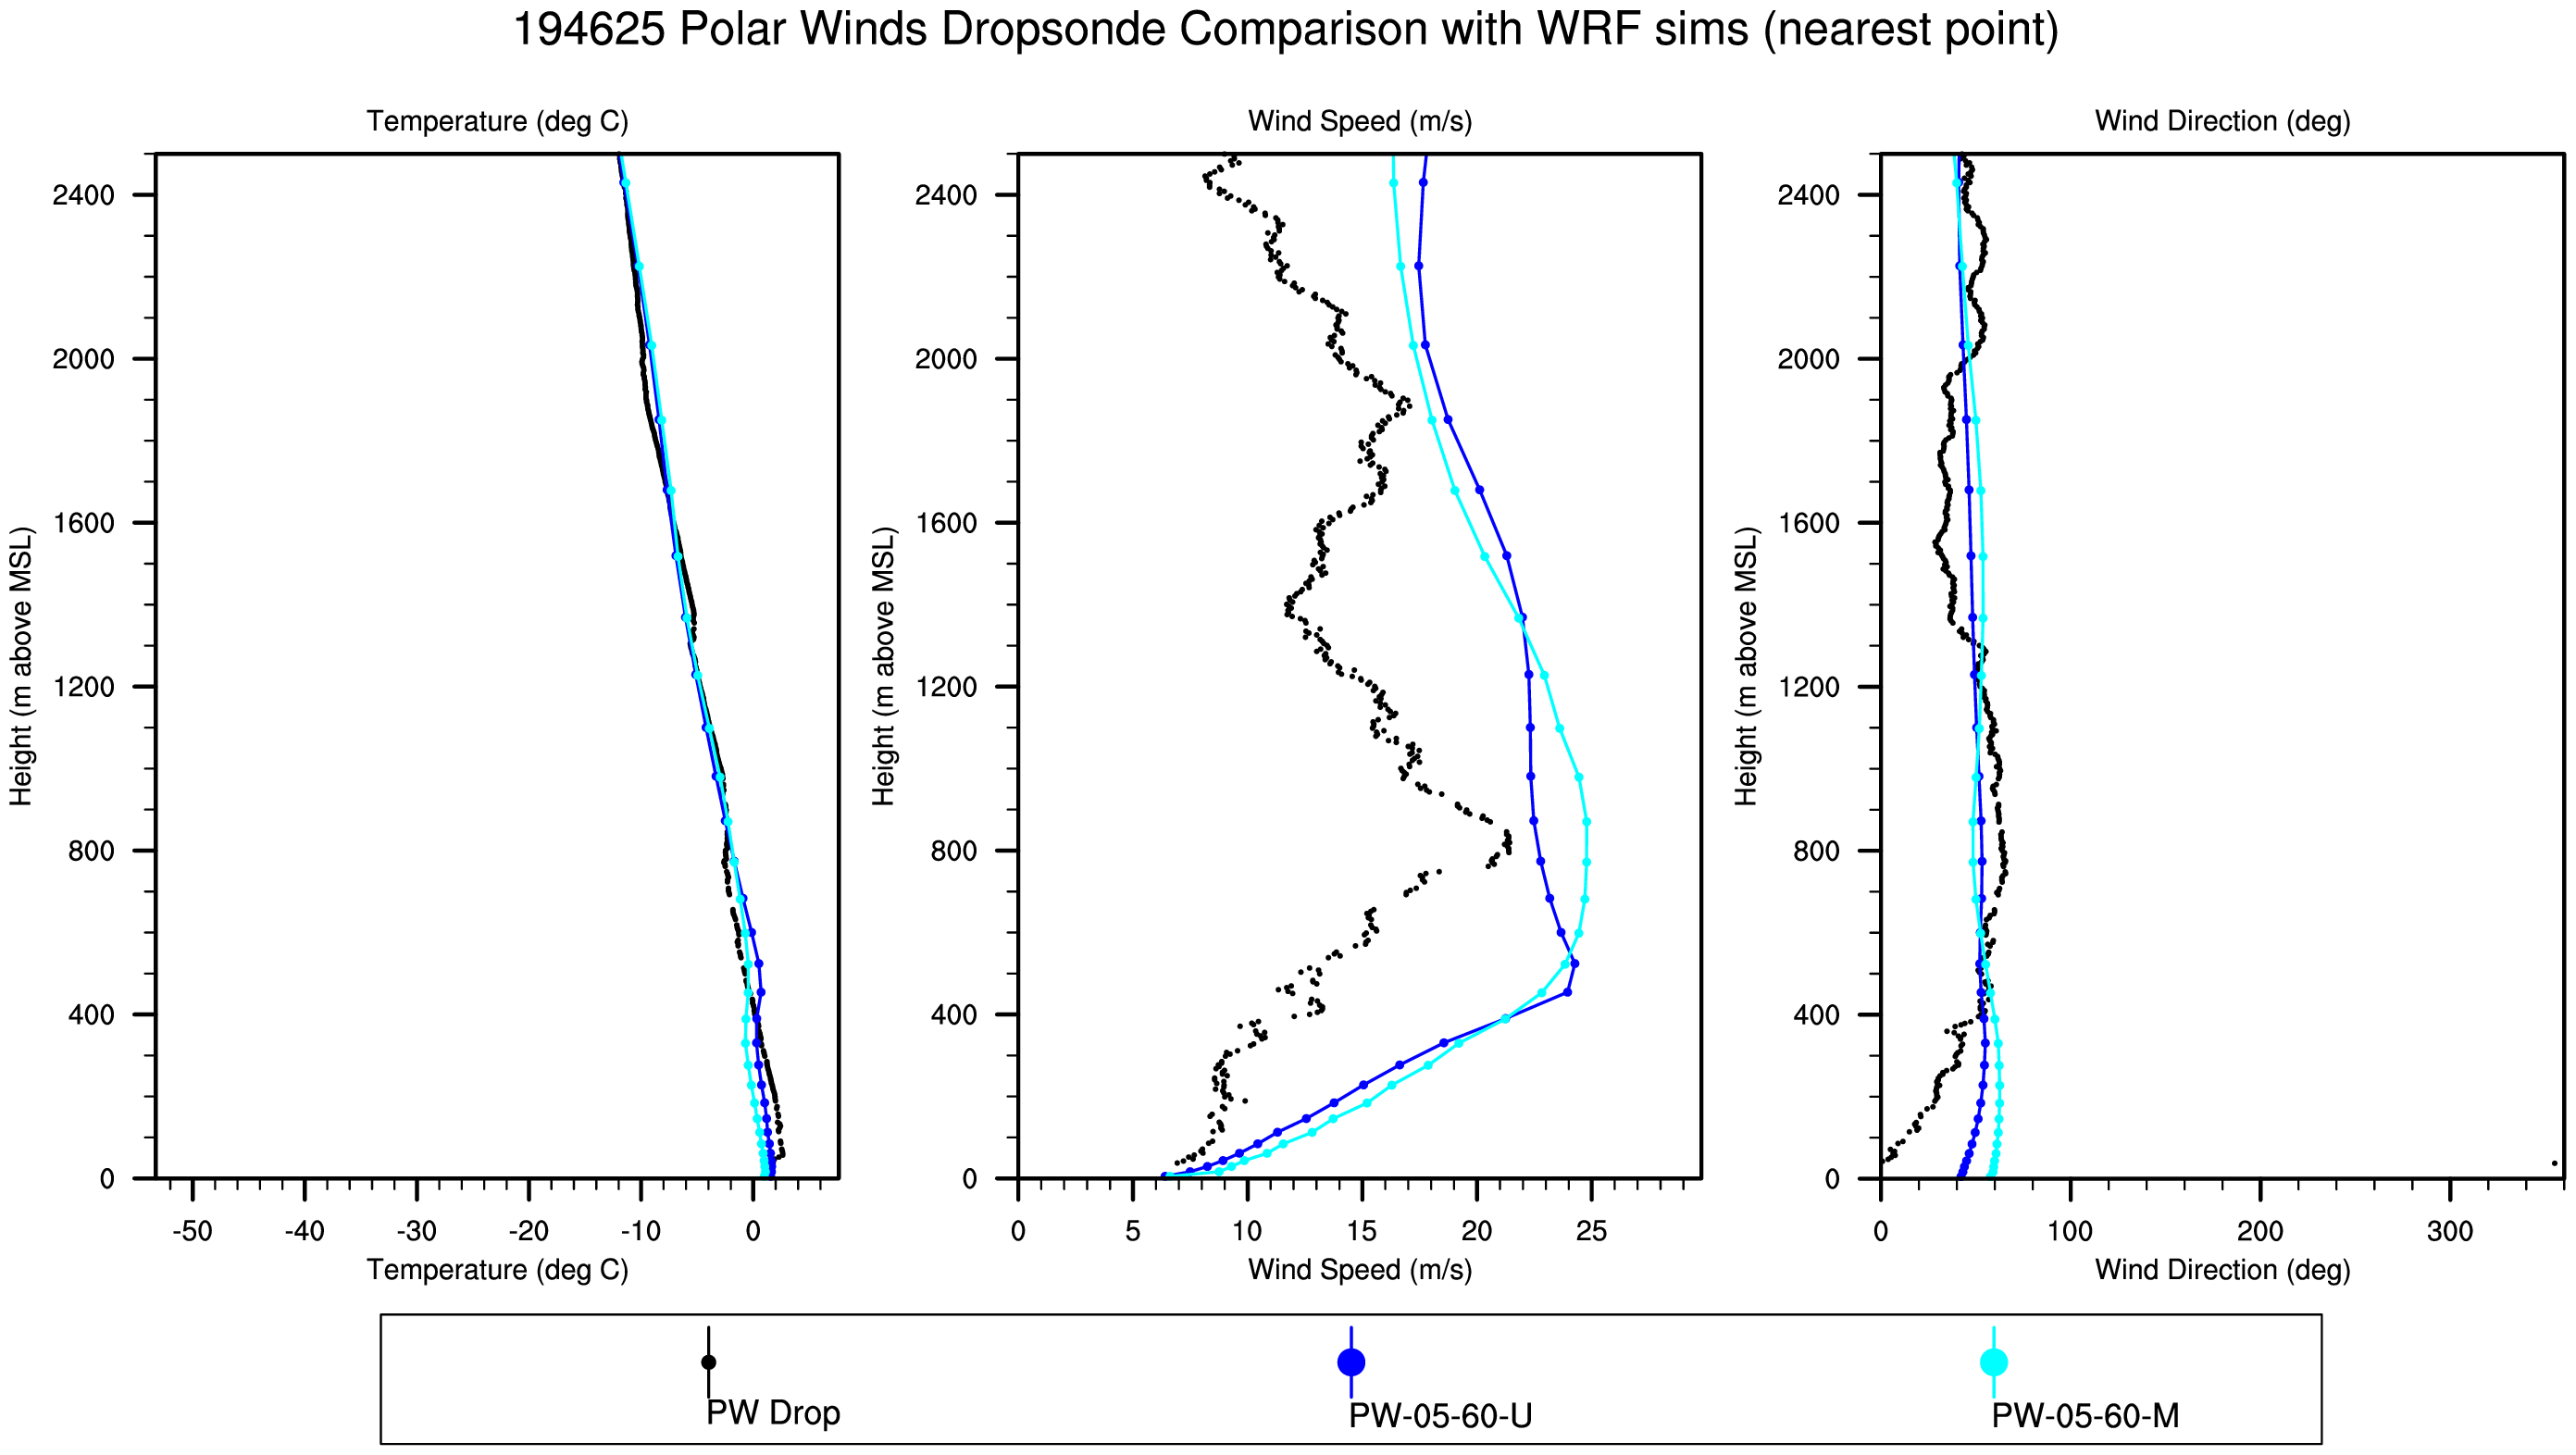 194625 Polar Winds Dropsonde Comparison with WRF sims (nearest point)
Temperature (deg C)
Wind Speed (m/s)
Wind Direction (deg)
Height (m above MSL)
2400
2000
1600
1200
800
400
0
-50 -40 -30 -20 -10 0
Temperature (deg C)
Height (m above MSL)
2400
2000
1600
1200
800
400
0
0 5 10 15 20 25
Wind Speed (m/s)
Height (m above MSL)
2400
2000
1600
1200
800
400
0
0 100 200 300
Wind Direction (deg)
PW Drop
PW-05-60-U
PW-05-60-M